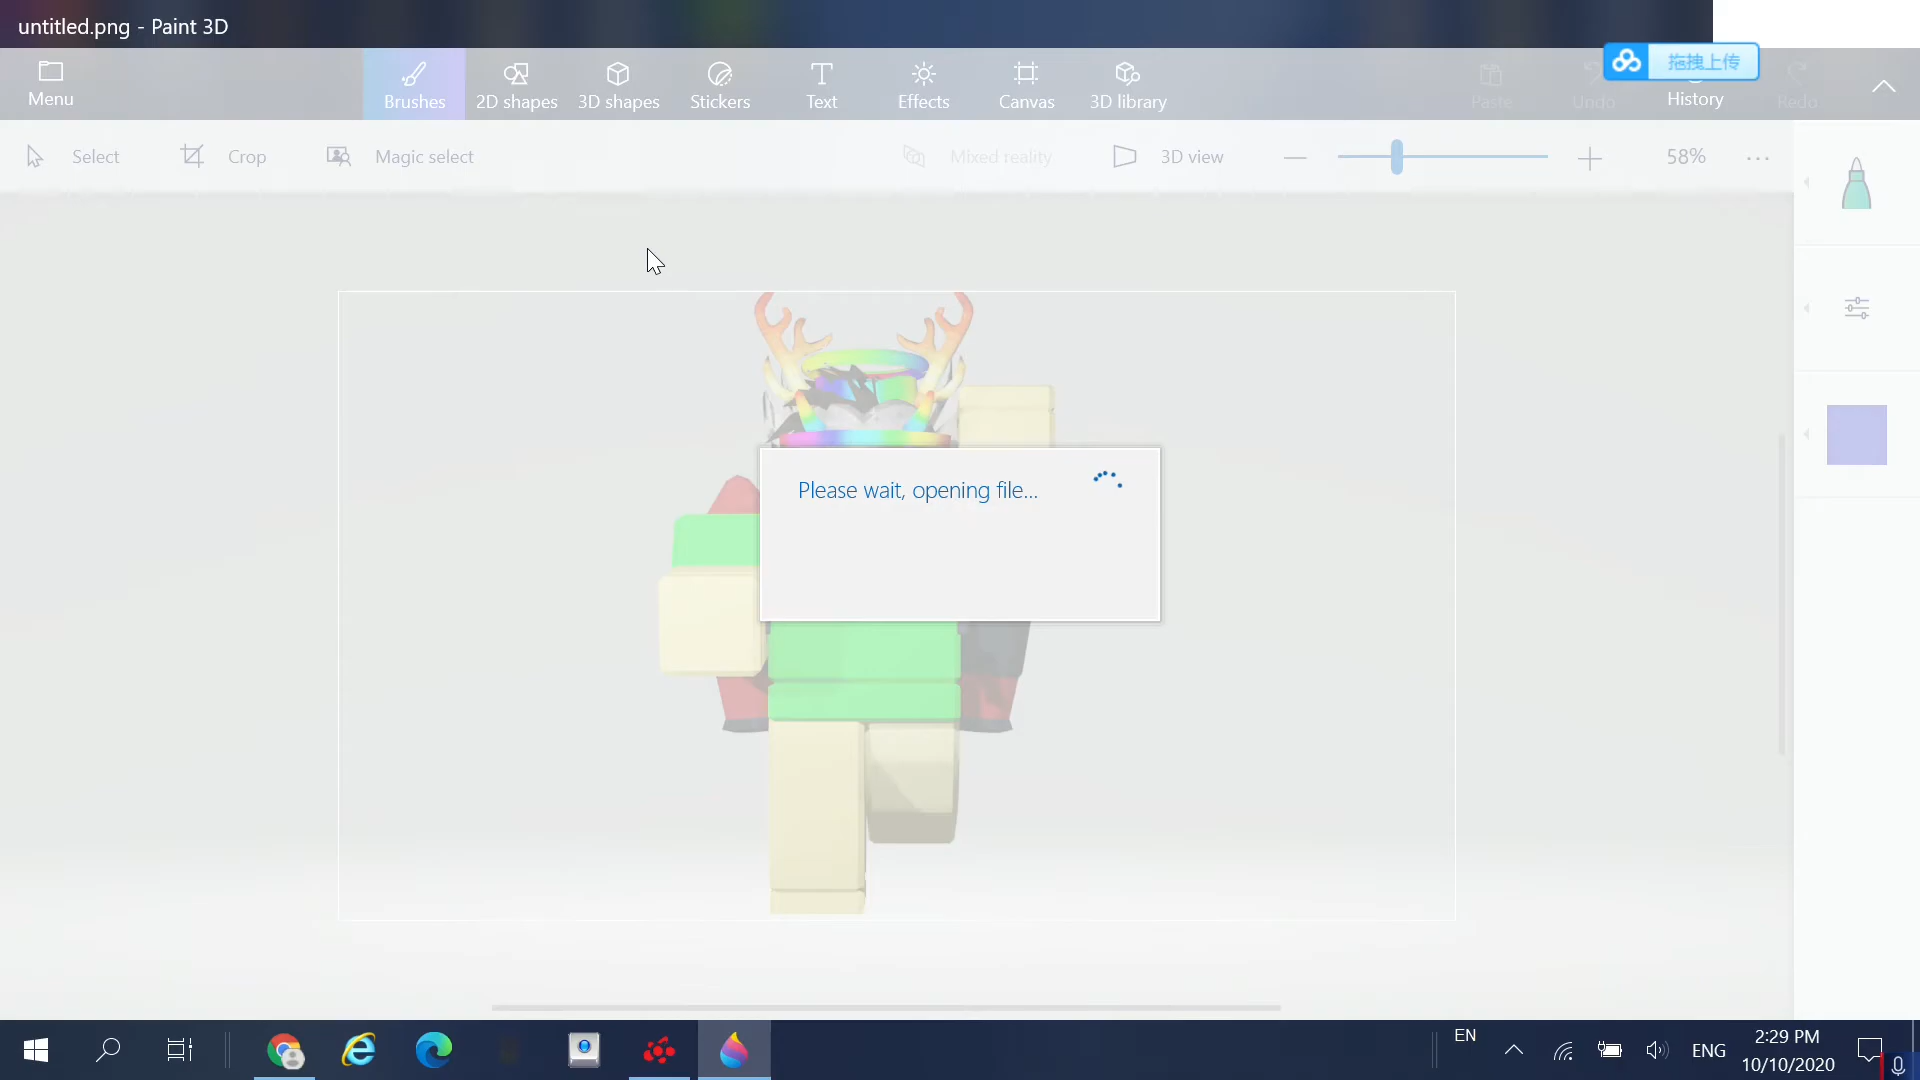 untitled.png - Paint 3D
拖拽上传
Menu
Brushes
2D shapes
3D shapes
Stickers
Text
Effects
Canvas
3D library
Paste
Undo
History
Redo
Select
Crop
Magic select
Mixed reality
3D view
58%
Please wait, opening file...
EN
ENG
2:29 PM
10/10/2020